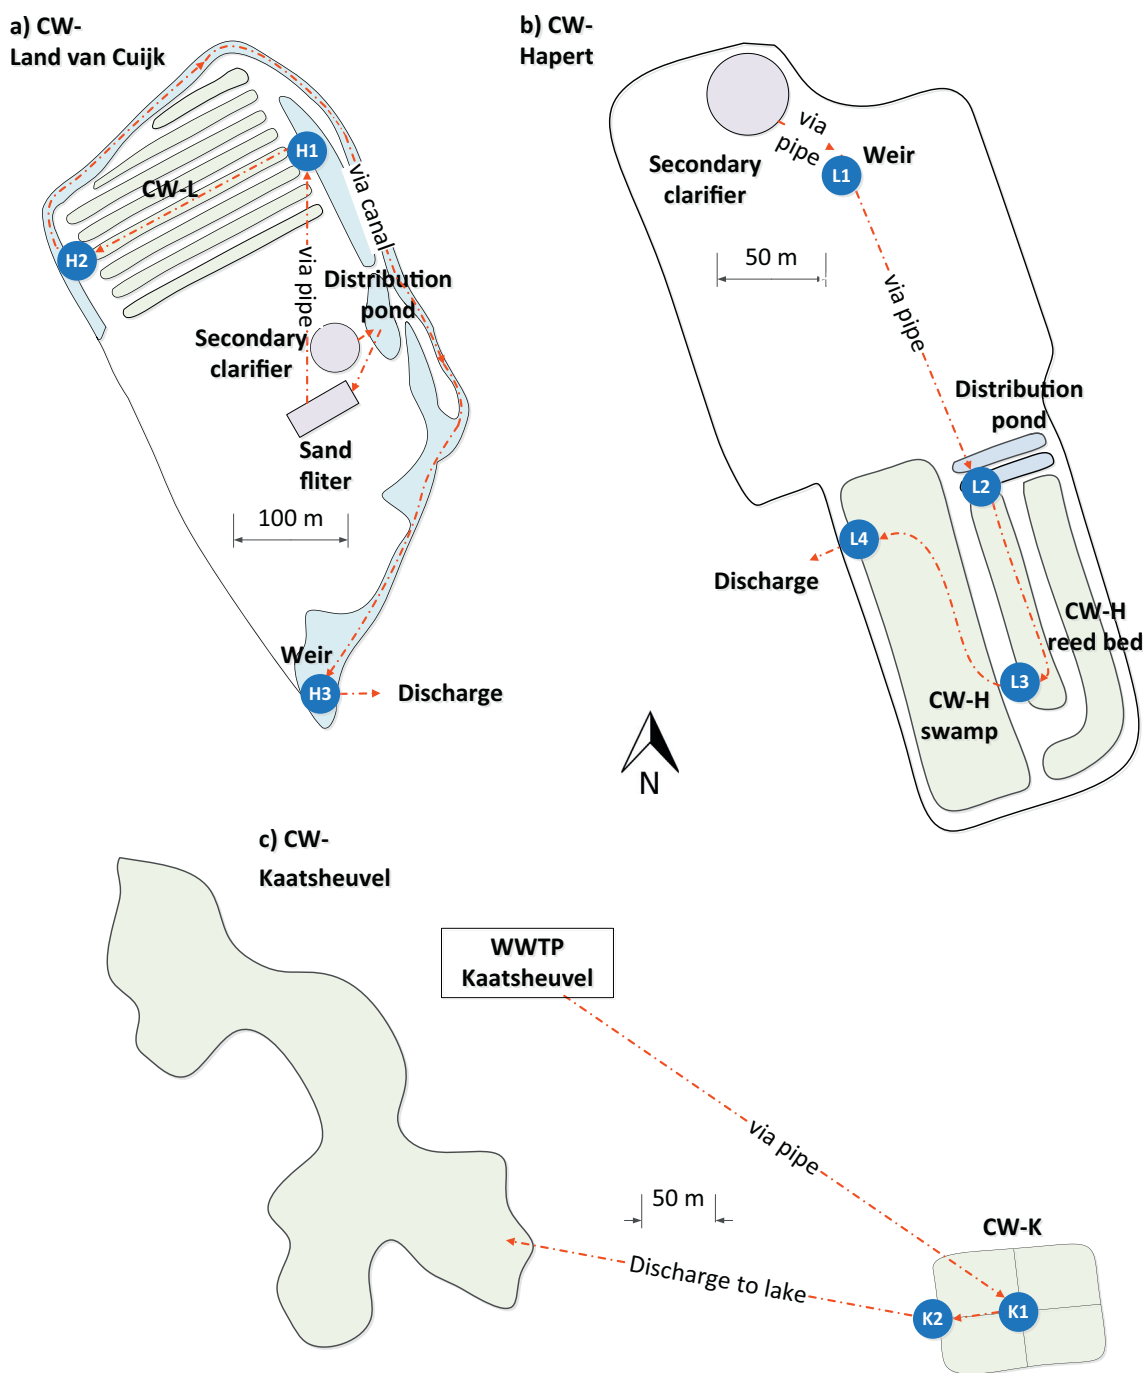 a) CW-
Land van Cuijk
H1
CW-L
H2
via canal
via pipe
Distribution
pond
Secondary
clarifier
Sand
fliter
100 m
Weir
H3
Discharge
b) CW-
Hapert
via
pipe
Weir
L1
Secondary
clarifier
50 m
via pipe
Distribution
pond
L2
L4
Discharge
CW-H
reed bed
L3
CW-H
swamp
N
c) CW-
Kaatsheuvel
WWTP
Kaatsheuvel
via pipe
50 m
CW-K
Discharge to lake
K2
K1